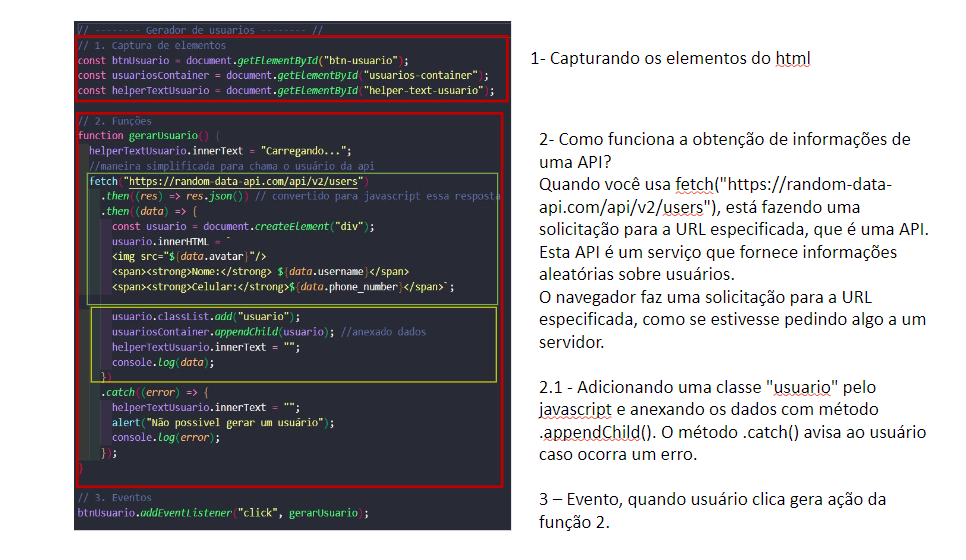 // -------- Gerador de usuarios -------- //
// 1. Captura de elementos
const btnUsuario = document.getElementById("btn-usuario");
const usuariosContainer = document.getElementById("usuarios-container");
const helperTextUsuario = document.getElementById("helper-text-usuario");
// 2. Funções
function gerarUsuario() {
helperTextUsuario.innerText = "Carregando...";
//maneira simplificada para chama o usuário da api
fetch("https://random-data-api.com/api/v2/users")
.then((res) => res.json()) // convertido para javascript essa resposta
.then((data) => {
const usuario = document.createElement("div");
usuario.innerHTML = `
<img src="${data.avatar}"/>
<span><strong>Nome:</strong> ${data.username}</span>
<span><strong>Celular:</strong>${data.phone_number}</span>`;
usuario.classList.add("usuario");
usuariosContainer.appendChild(usuario); //anexado dados
helperTextUsuario.innerText = "";
console.log(data);
})
.catch((error) => {
helperTextUsuario.innerText = "";
alert("Não possivel gerar um usuário");
console.log(error);
});
}
// 3. Eventos
btnUsuario.addEventListener("click", gerarUsuario);
1- Capturando os elementos do html
2- Como funciona a obtenção de informações de
uma API?
Quando você usa fetch("https://random-data-
api.com/api/v2/users"), está fazendo uma
solicitação para a URL especificada, que é uma API.
Esta API é um serviço que fornece informações
aleatórias sobre usuários.
O navegador faz uma solicitação para a URL
especificada, como se estivesse pedindo algo a um
servidor.
2.1 - Adicionando uma classe "usuario" pelo
javascript e anexando os dados com método
.appendChild(). O método .catch() avisa ao usuário
caso ocorra um erro.
3 – Evento, quando usuário clica gera ação da
função 2.